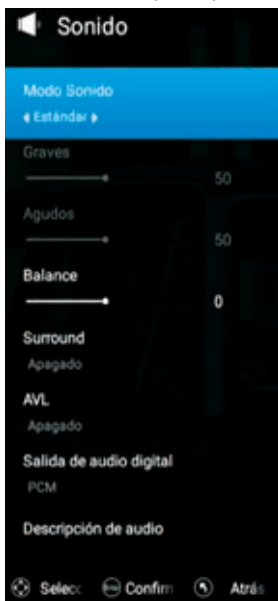 Sonido
Modo Sonido
Estándar
Graves
50
Agudos
50
Balance
0
Surround
Apagado
AVL
Apagado
Salida de audio digital
PCM
Descripción de audio
Selecc Confirm Atrás